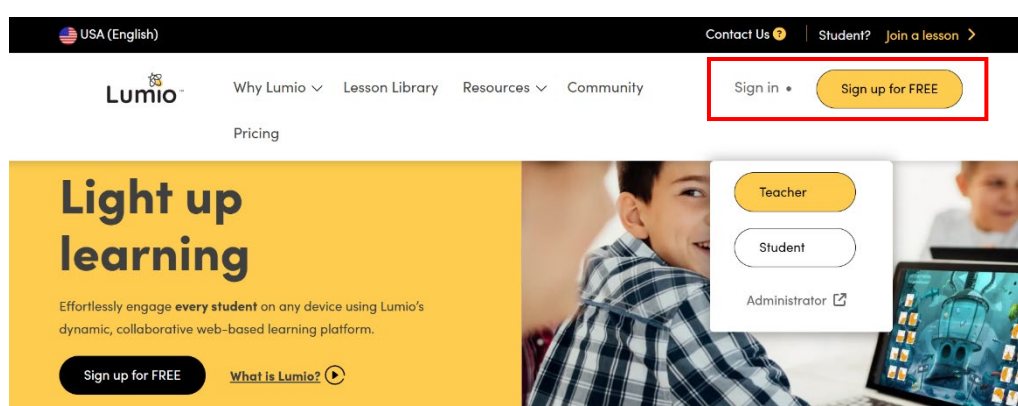 USA (English)
Contact Us ?
Student?
Join a lesson
Lumio
Why Lumio
Lesson Library
Resources
Community
Pricing
Sign in
Sign up for FREE
Light up
learning
Effortlessly engage every student on any device using Lumio's
dynamic, collaborative web-based learning platform.
Sign up for FREE
What is Lumio?
Teacher
Student
Administrator